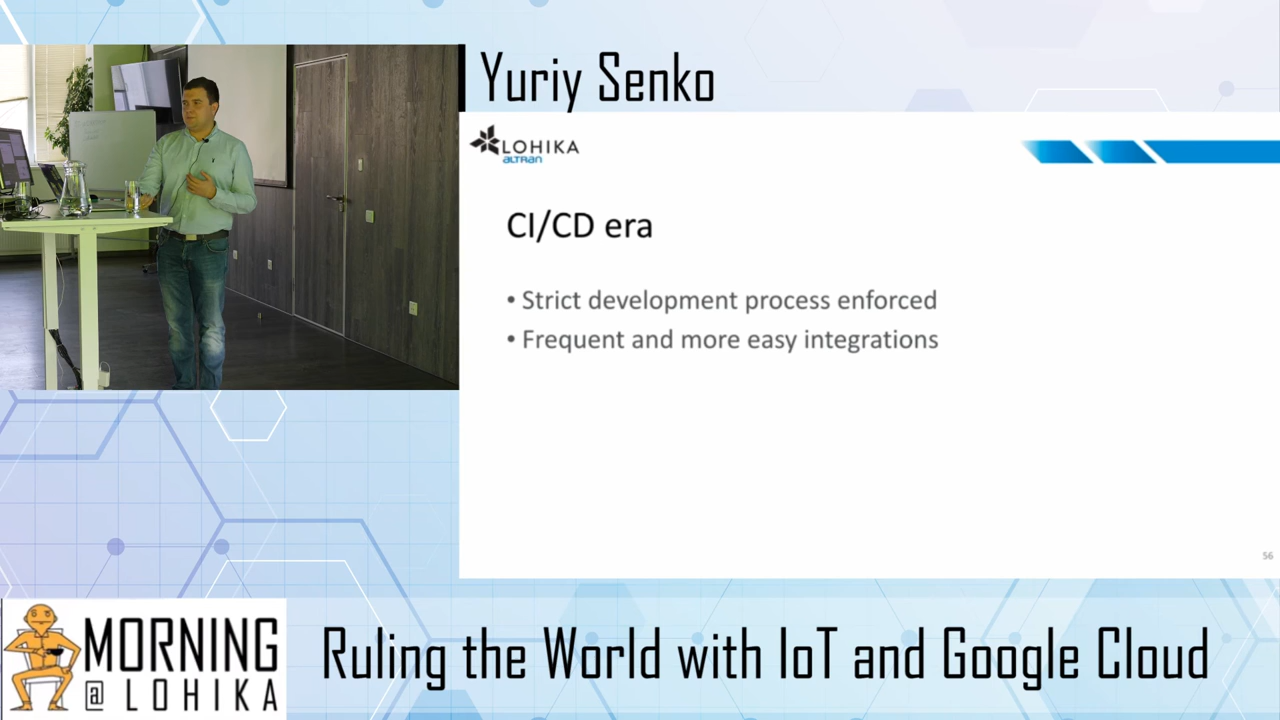 Yuriy Senko
LOHIKA
altran
CI/CD era
• Strict development process enforced
• Frequent and more easy integrations
56
MORNING
@ LOHIKA
Ruling the World with IoT and Google Cloud